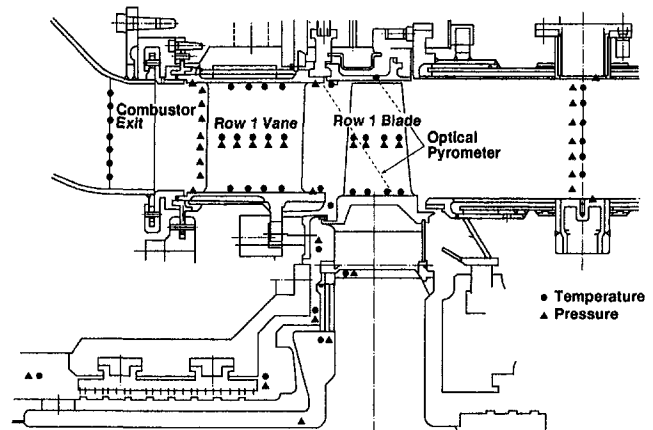 Combustor
Exit
Row 1 Vane
Row 1 Blade
Optical
Pyrometer
Temperature
Pressure